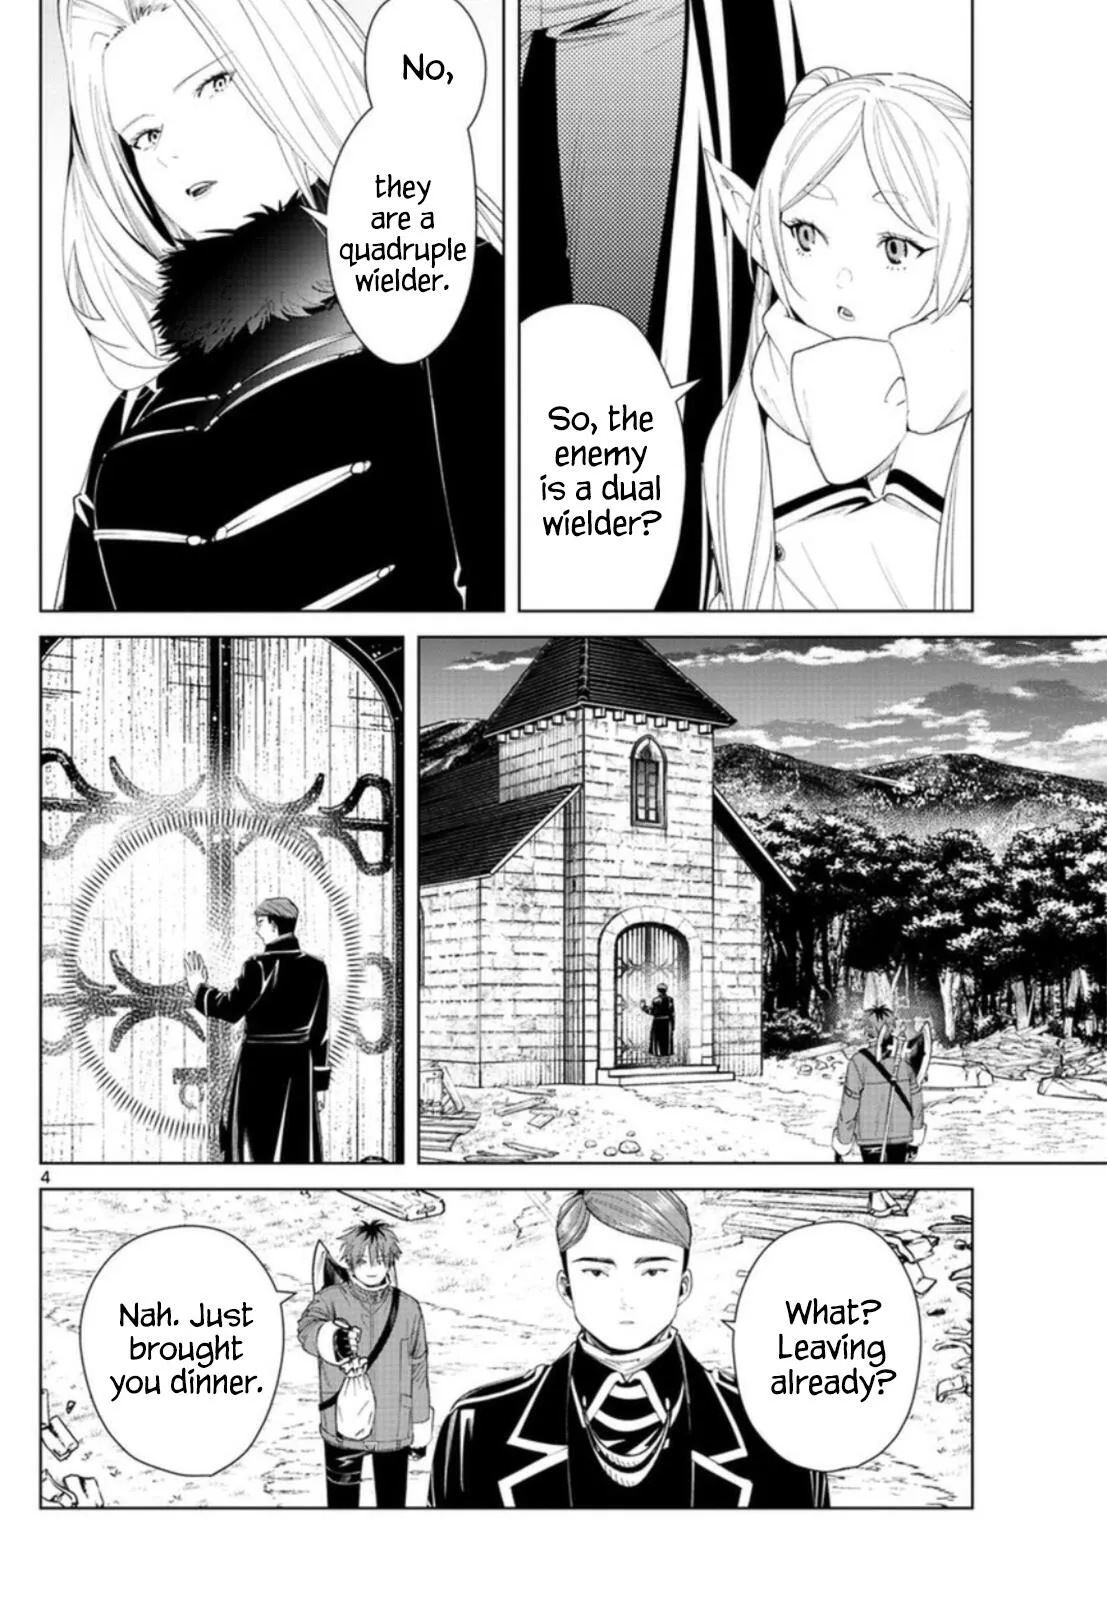 So, the
enemy
is a dual
wielder?
No,
they
are a
quadruple
wielder.
4
What?
Leaving
already?
Nah. Just
brought
you dinner.